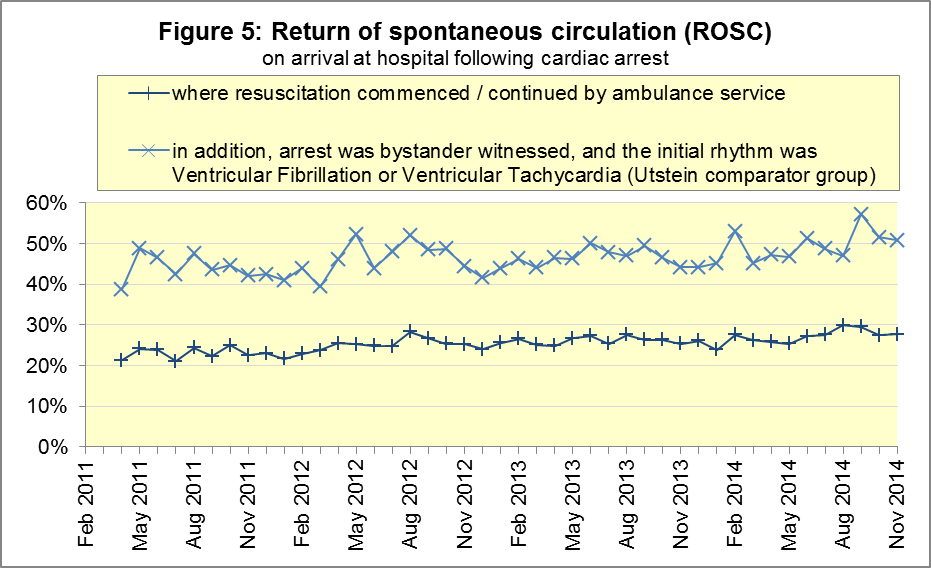 Figure 5: Return of spontaneous circulation (ROSC)
on arrival at hospital following cardiac arrest
where resuscitation commenced / continued by ambulance service
in addition, arrest was bystander witnessed, and the initial rhythm was
Ventricular Fibrillation or Ventricular Tachycardia (Utstein comparator group)
60%
50%
40%
30%
20%
10%
0%
Feb 2011
May 2011
Aug 2011
Nov 2011
Feb 2012
May 2012
Aug 2012
Nov 2012
Feb 2013
May 2013
Aug 2013
Nov 2013
Feb 2014
May 2014
Aug 2014
Nov 2014